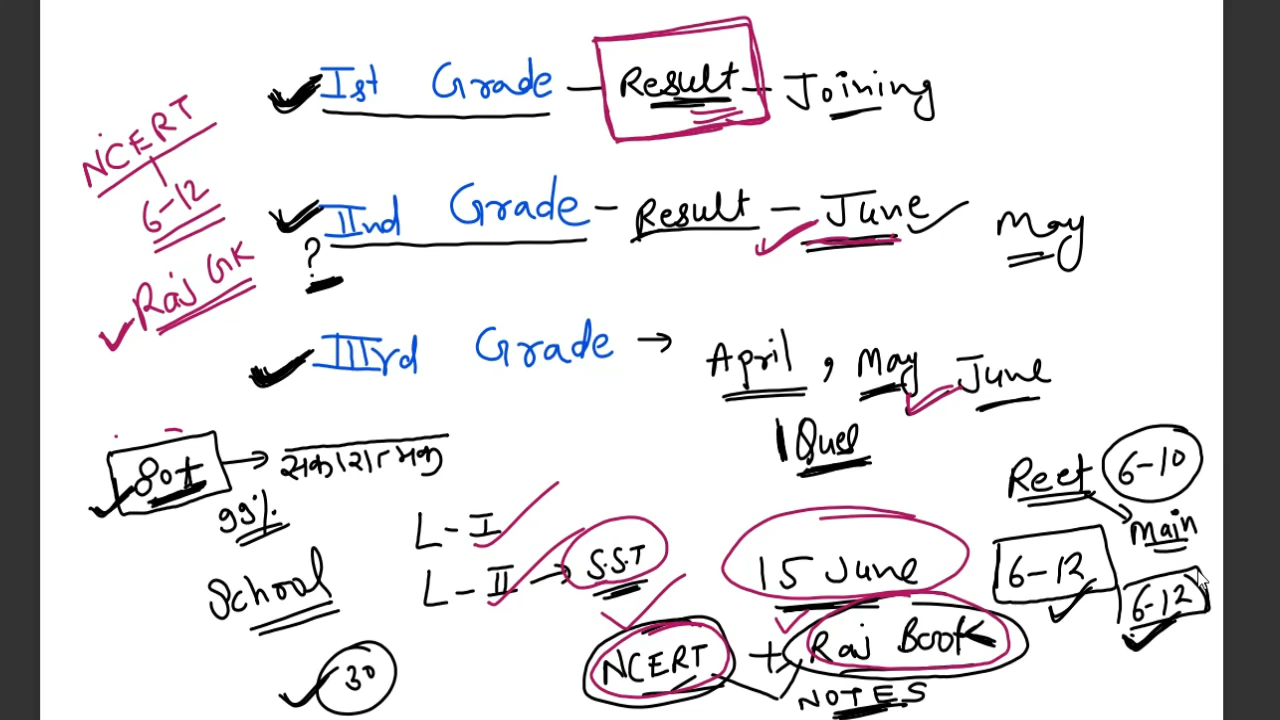 Ist Grade - Result - Joining
NCERT
6-12
Raj GK
IInd Grade - Result - June May
?
IIIrd Grade → April, May June
1 Ques
80+ → सकारात्मक
99%
School
30
L-I
L-II → S.S.T
15 June
NCERT + Raj Book
NOTES
Reet 6-10
Main
6-12
6-12